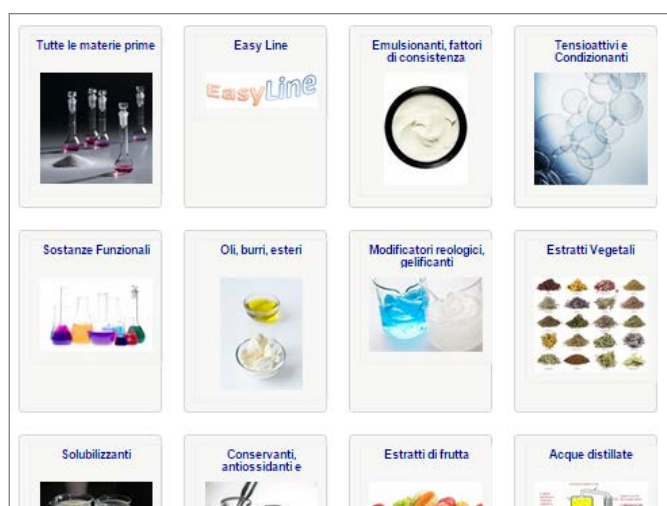 Tutte le materie prime
Easy Line
Emulsionanti, fattori
di consistenza
Tensioattivi e
Condizionanti
EasyLine
Sostanze Funzionali
Oli, burri, esteri
Modificatori reologici,
gelificanti
Estratti Vegetali
Solubilizzanti
Conservanti,
antiossidanti e
Estratti di frutta
Acque distillate